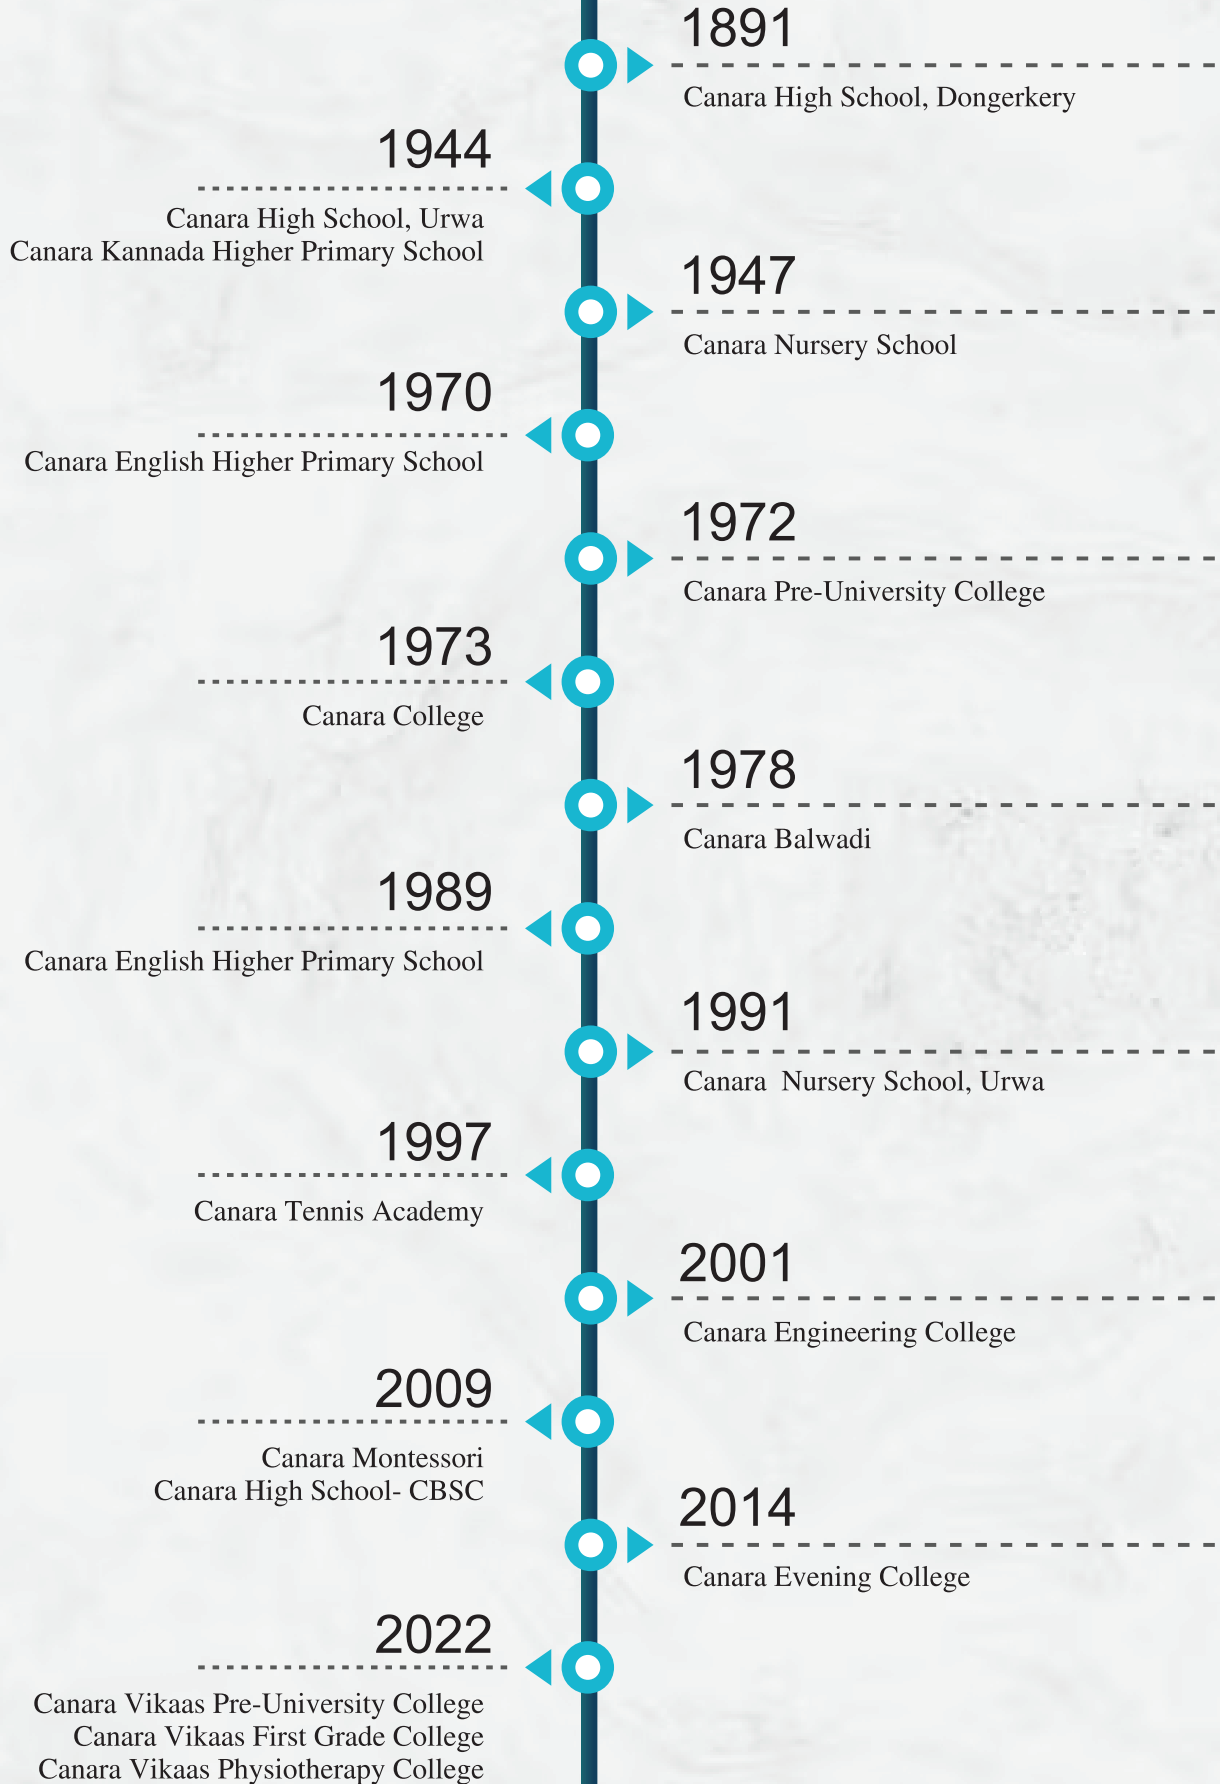 1891
Canara High School, Dongerkery
1944
Canara High School, Urwa
Canara Kannada Higher Primary School
1947
Canara Nursery School
1970
Canara English Higher Primary School
1972
Canara Pre-University College
1973
Canara College
1978
Canara Balwadi
1989
Canara English Higher Primary School
1991
Canara  Nursery School, Urwa
1997
Canara Tennis Academy
2001
Canara Engineering College
2009
Canara Montessori
Canara High School- CBSC
2014
Canara Evening College
2022
Canara Vikaas Pre-University College
Canara Vikaas First Grade College
Canara Vikaas Physiotherapy College